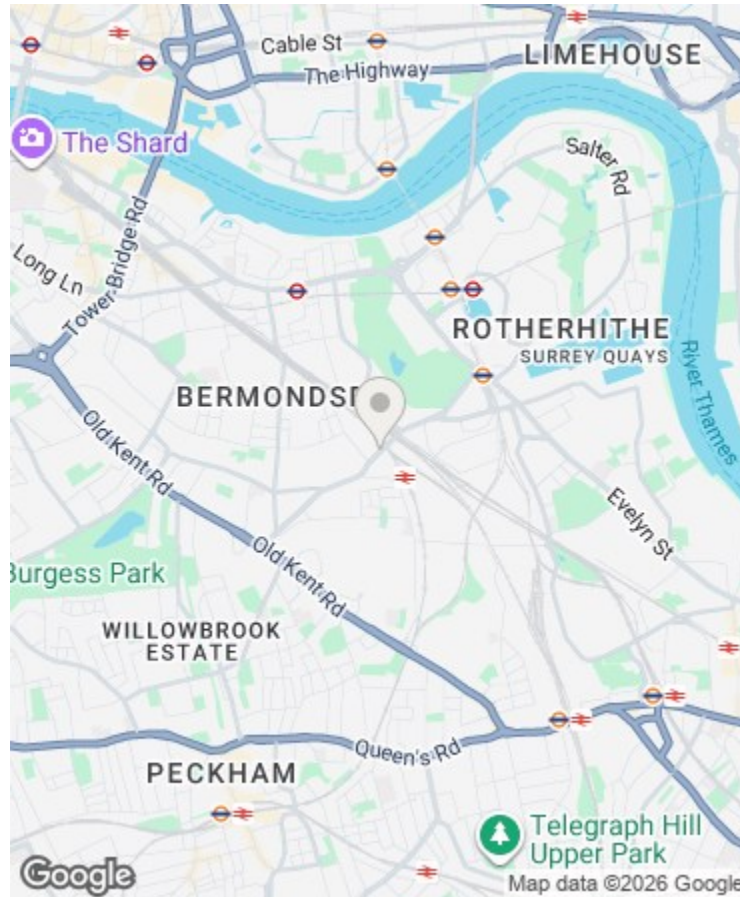 Cable St
LIMEHOUSE
The Highway
The Shard
Salter Rd
Tower Bridge Rd
Long Ln
ROTHERHITHE
SURREY QUAYS
River Thames
BERMONDSE
Old Kent Rd
Evelyn St
Old Kent Rd
Burgess Park
WILLOWBROOK
ESTATE
Queen's Rd
PECKHAM
Telegraph Hill
Upper Park
Google
Map data ©2026 Google